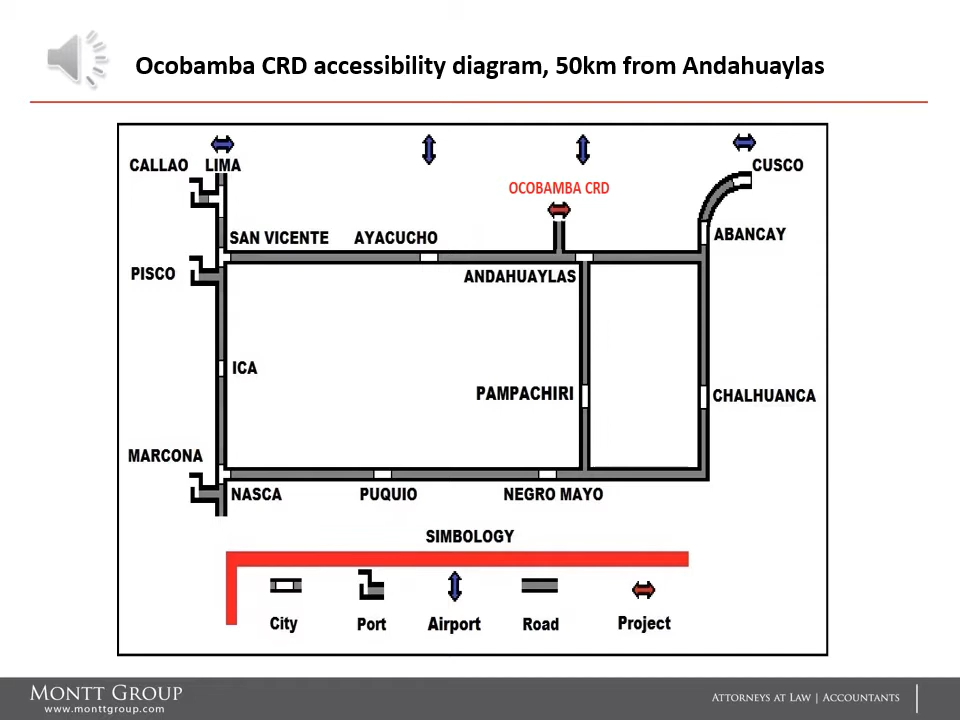 Ocobamba CRD accessibility diagram, 50km from Andahuaylas
CALLAO LIMA
CUSCO
OCOBAMBA CRD
SAN VICENTE
AYACUCHO
ABANCAY
PISCO
ANDAHUAYLAS
ICA
PAMPACHIRI
CHALHUANCA
MARCONA
NASCA
PUQUIO
NEGRO MAYO
SIMBOLOGY
City
Port
Airport
Road
Project
MONTT GROUP
www.monttgroup.com
ATTORNEYS AT LAW | ACCOUNTANTS